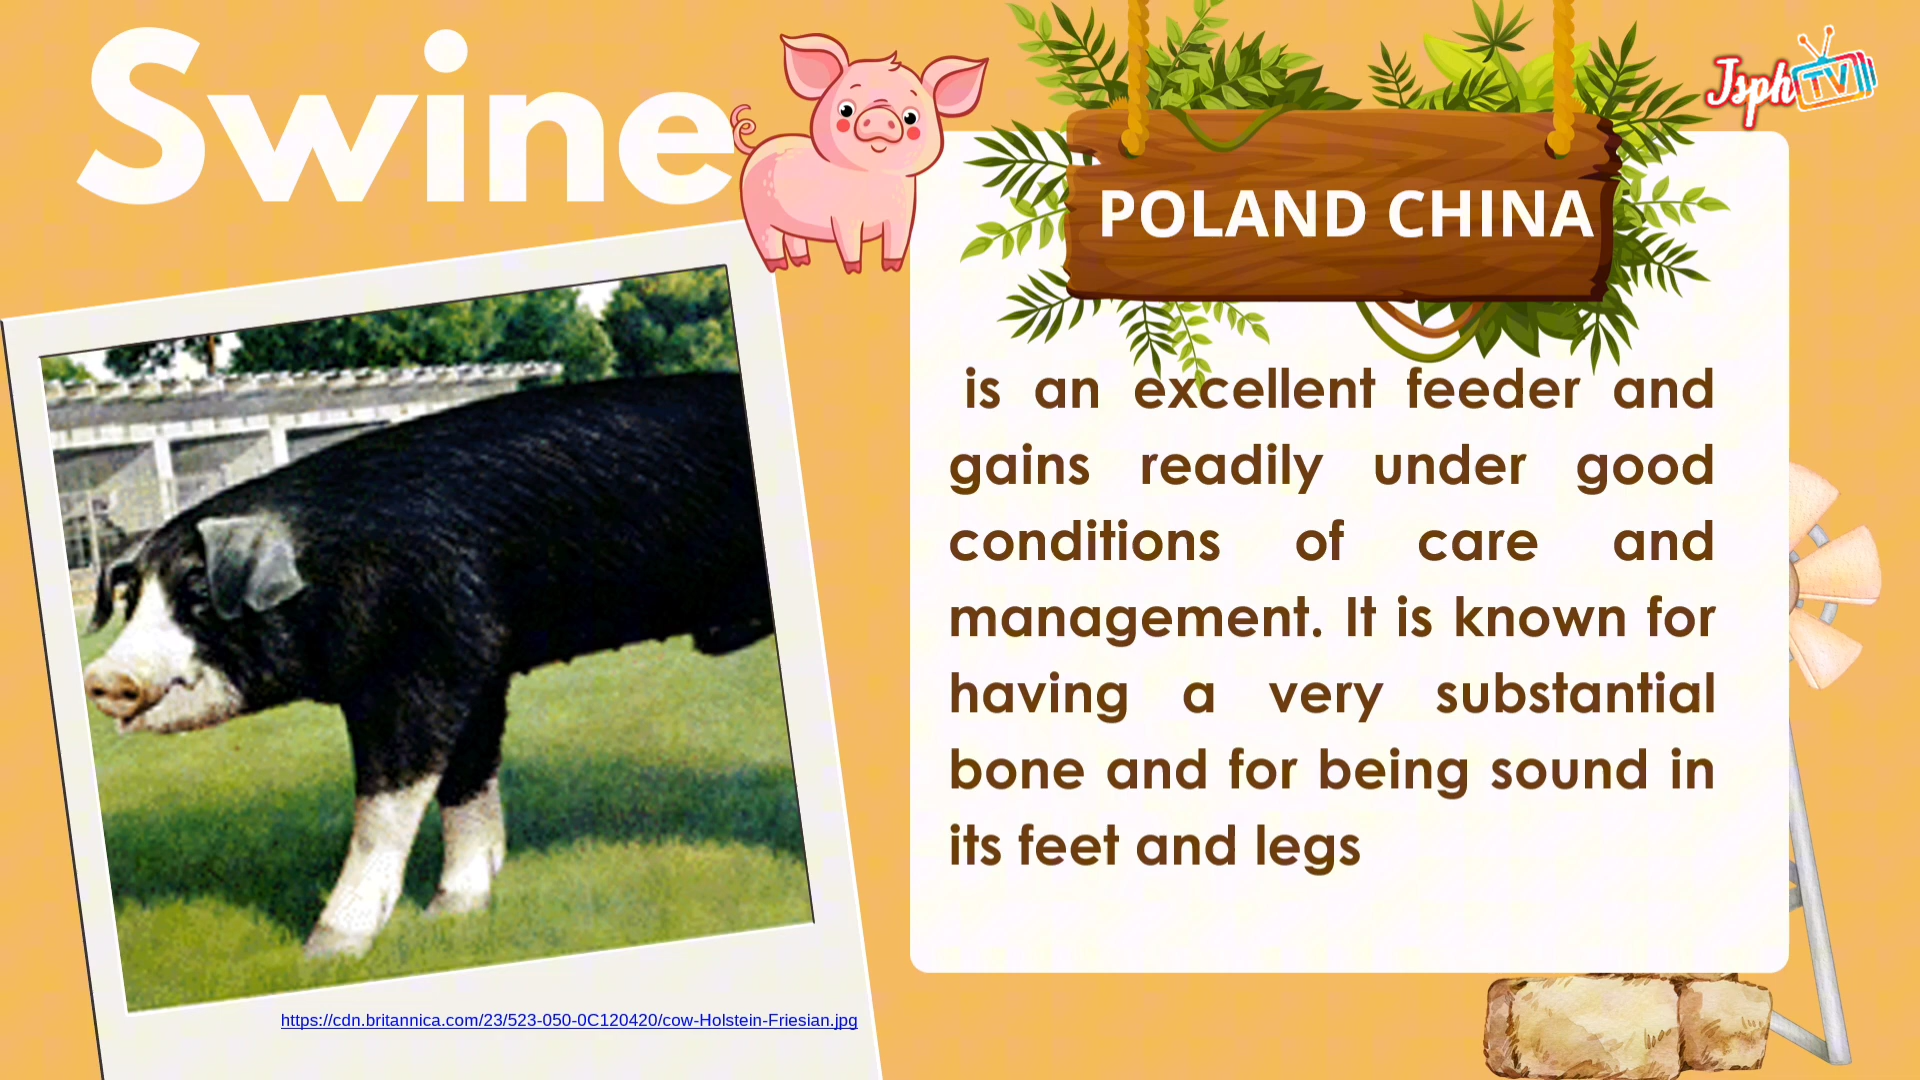 Swine
Jsph TV
POLAND CHINA
is an excellent feeder and
gains readily under good
conditions of care and
management. It is known for
having a very substantial
bone and for being sound in
its feet and legs
https://cdn.britannica.com/23/523-050-0C120420/cow-Holstein-Friesian.jpg